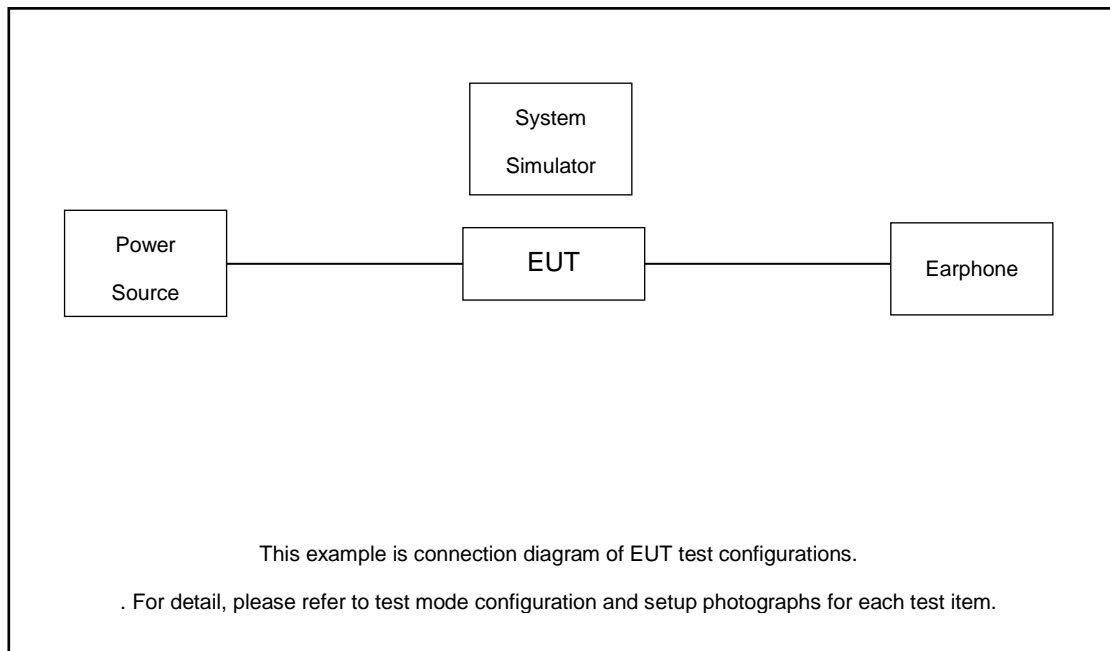 System
Simulator
Power
Source
EUT
Earphone
This example is connection diagram of EUT test configurations.
. For detail, please refer to test mode configuration and setup photographs for each test item.